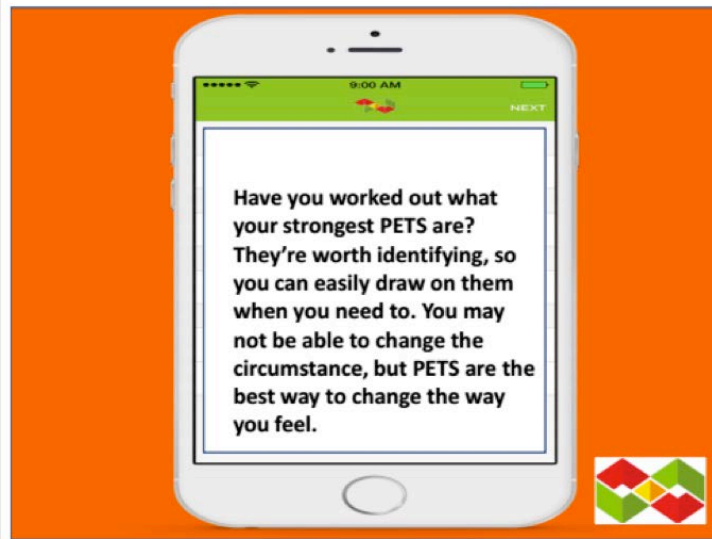 9:00 AM
NEXT
Have you worked out what
your strongest PETS are?
They’re worth identifying, so
you can easily draw on them
when you need to. You may
not be able to change the
circumstance, but PETS are the
best way to change the way
you feel.